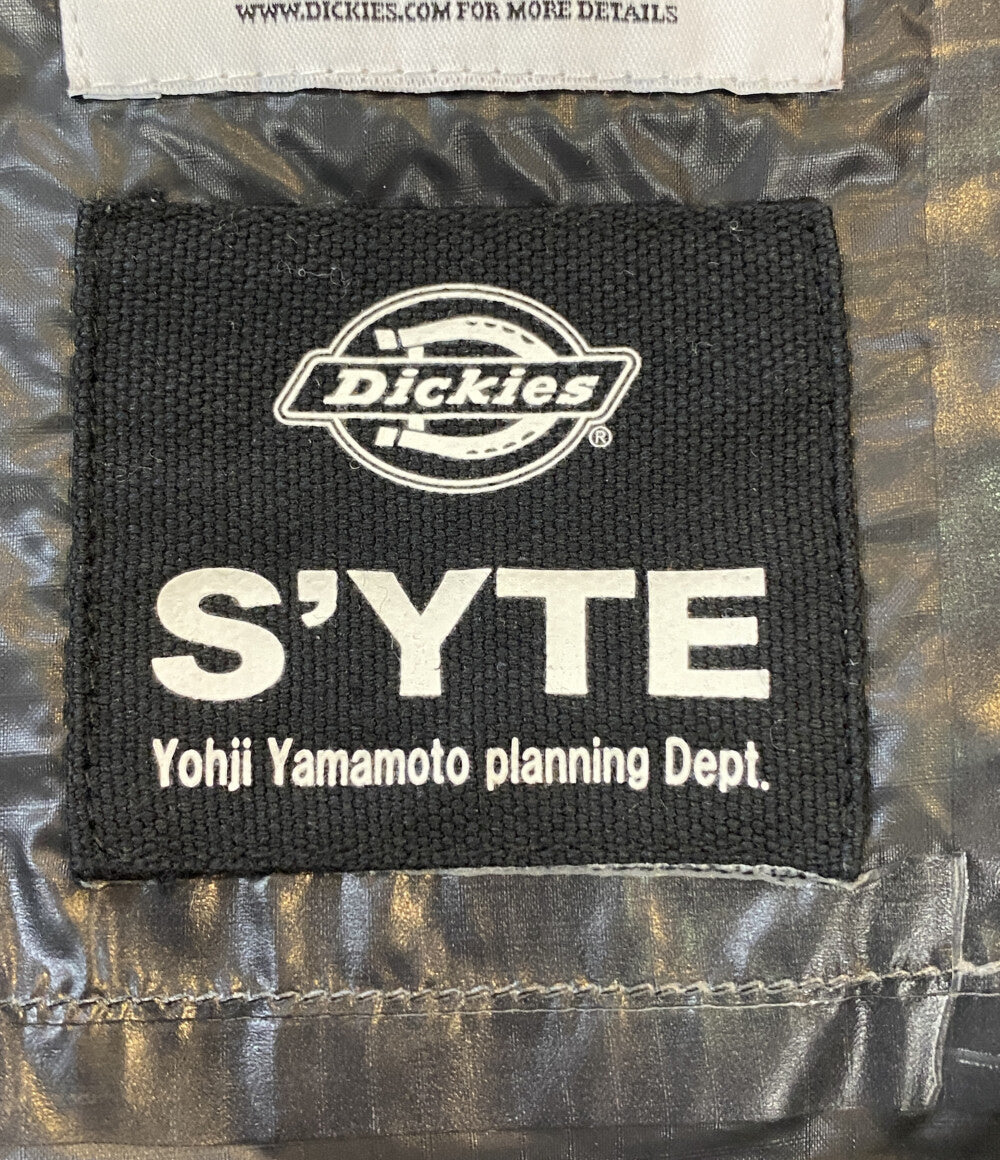 WWW.DICKIES.COM FOR MORE DETAILS
Dickies
®
S’YTE
Yohji Yamamoto planning Dept.